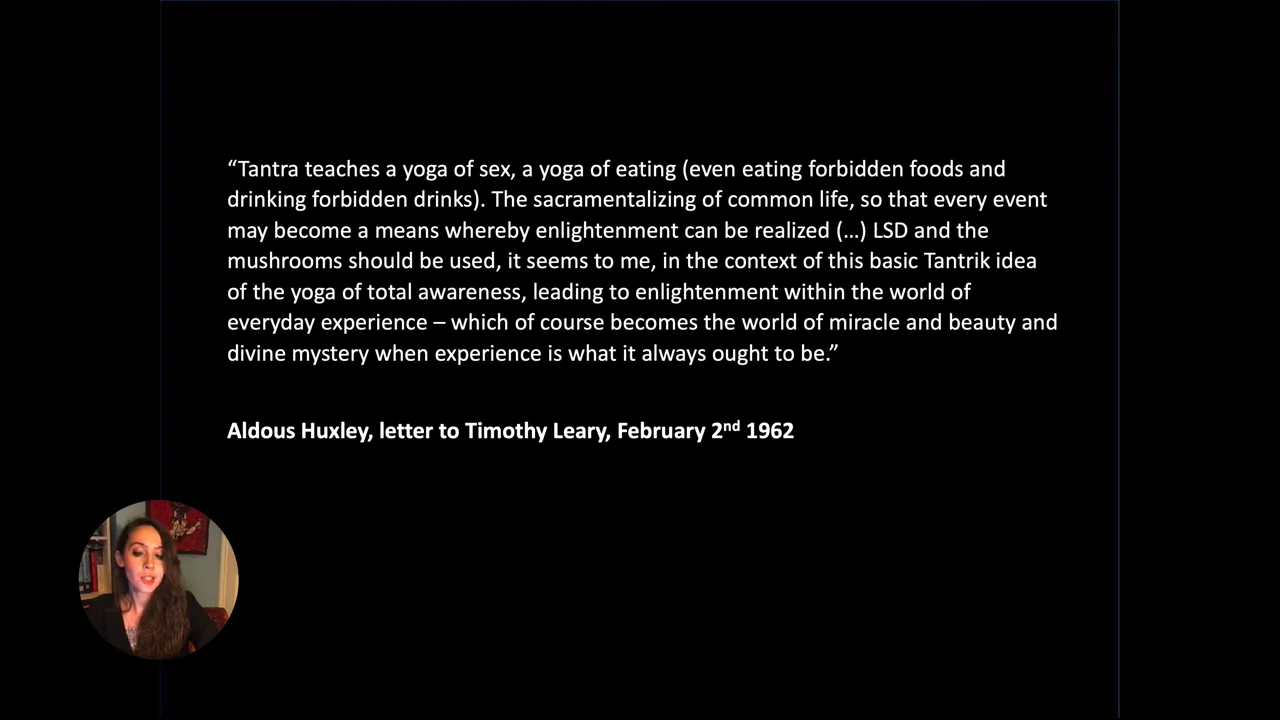 “Tantra teaches a yoga of sex, a yoga of eating (even eating forbidden foods and
drinking forbidden drinks). The sacramentalizing of common life, so that every event
may become a means whereby enlightenment can be realized (…) LSD and the
mushrooms should be used, it seems to me, in the context of this basic Tantrik idea
of the yoga of total awareness, leading to enlightenment within the world of
everyday experience – which of course becomes the world of miracle and beauty and
divine mystery when experience is what it always ought to be.”
Aldous Huxley, letter to Timothy Leary, February 2nd 1962